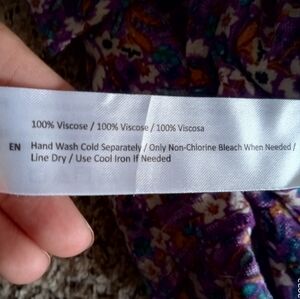 100% Viscose / 100% Viscose / 100% Viscosa
EN Hand Wash Cold Separately / Only Non-Chlorine Bleach When Needed /
Line Dry / Use Cool Iron If Needed